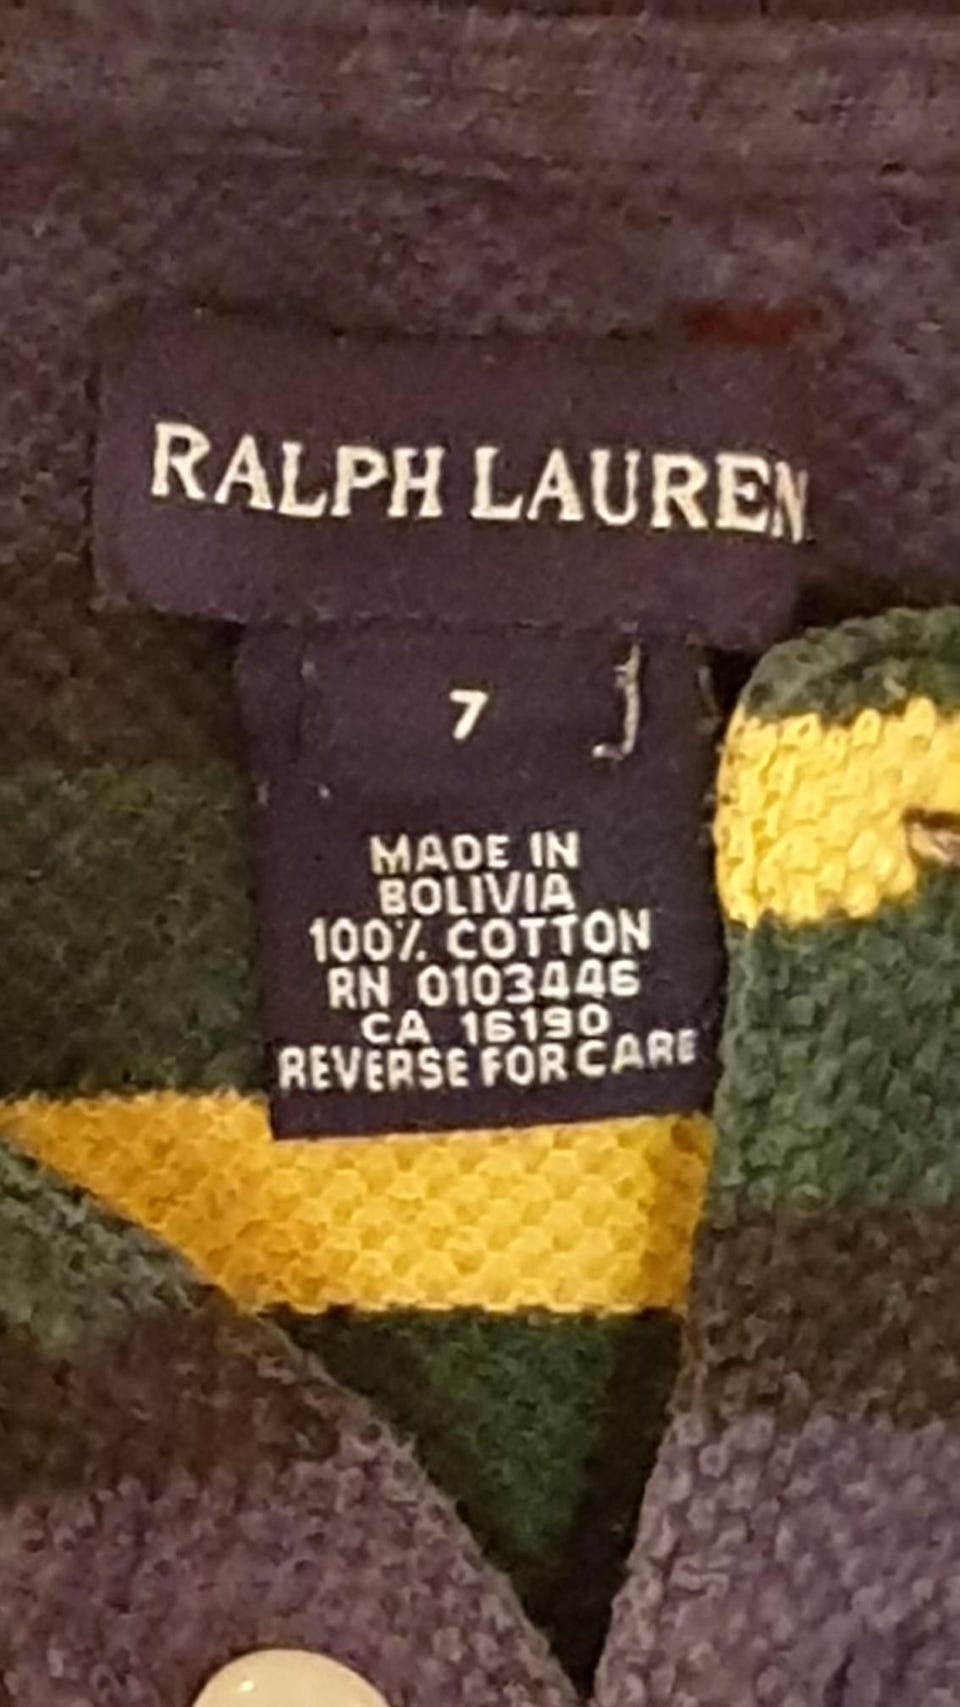 RALPH LAUREN
7
MADE IN
BOLIVIA
100% COTTON
RN 0103446
CA 16190
REVERSE FOR CARE